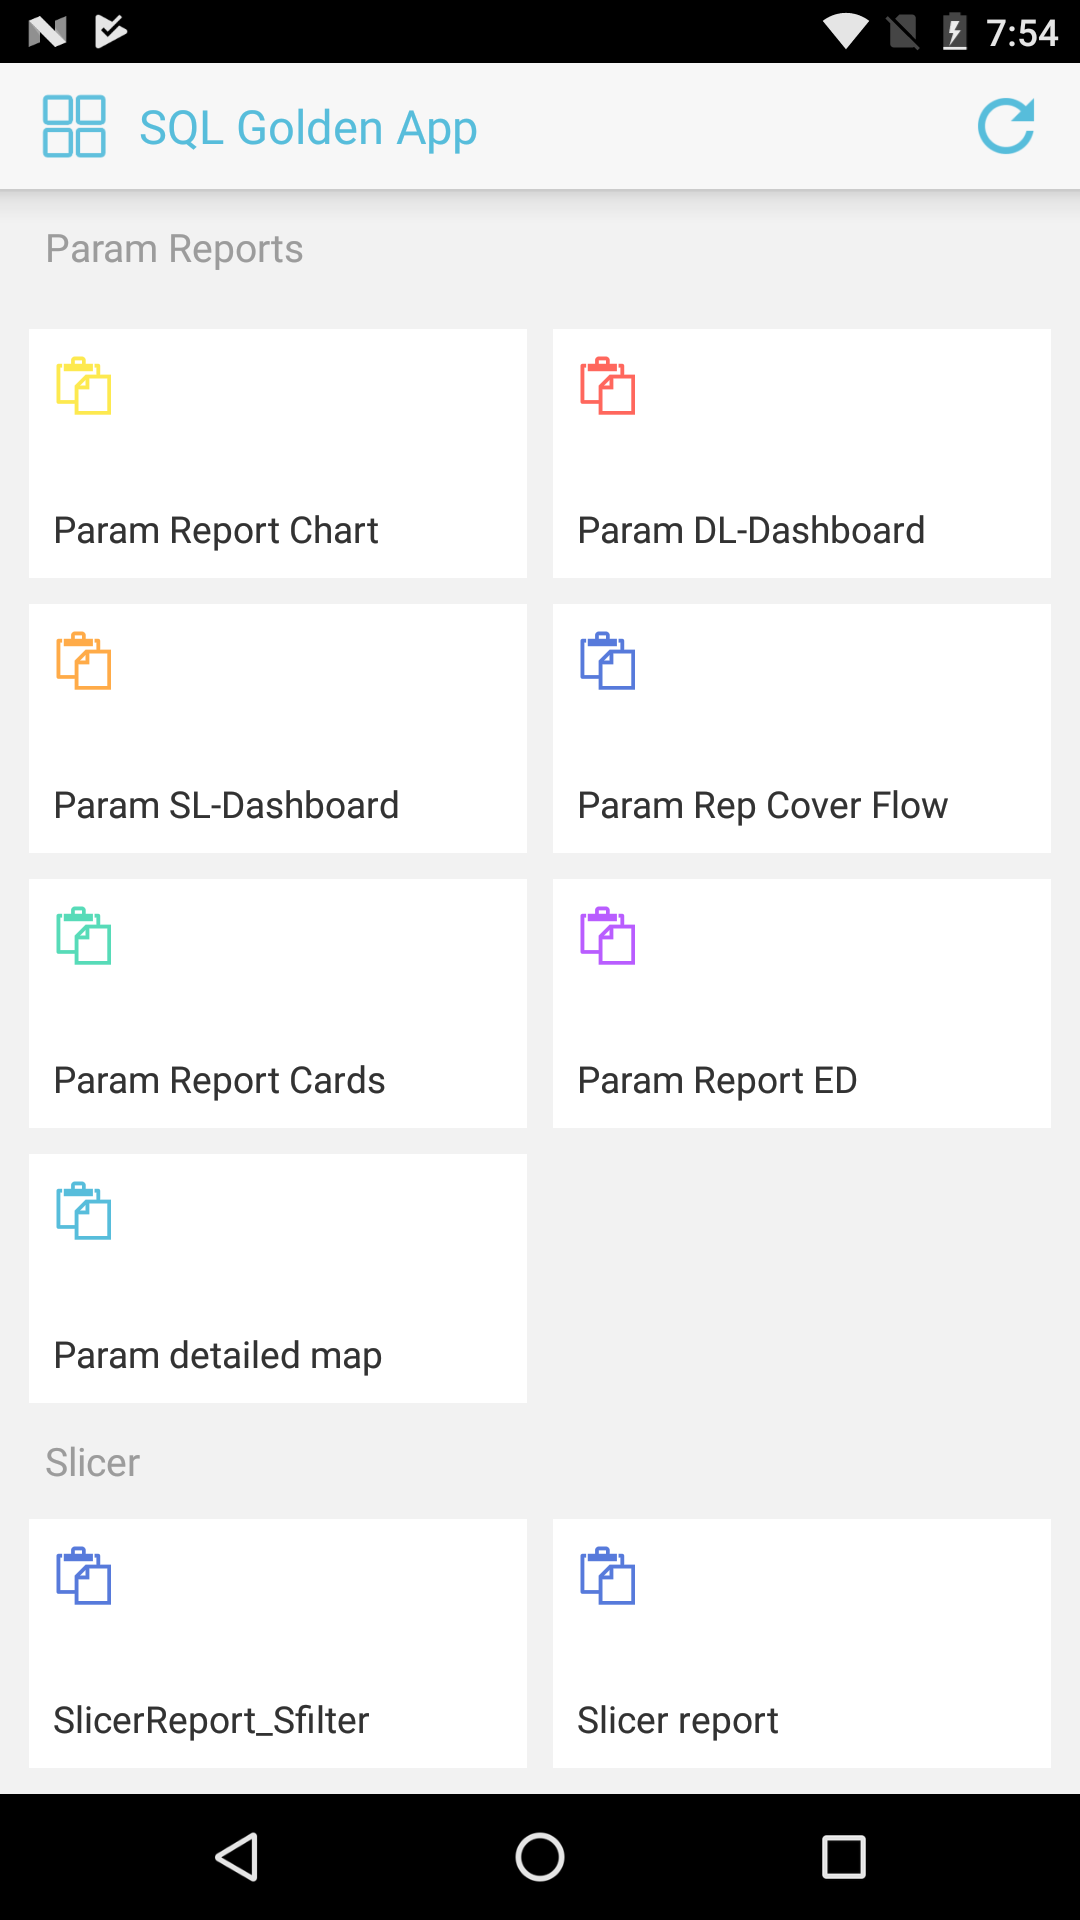 7:54
SQL Golden App
Param Reports
Param Report Chart
Param DL-Dashboard
Param SL-Dashboard
Param Rep Cover Flow
Param Report Cards
Param Report ED
Param detailed map
Slicer
SlicerReport_Sfilter
Slicer report